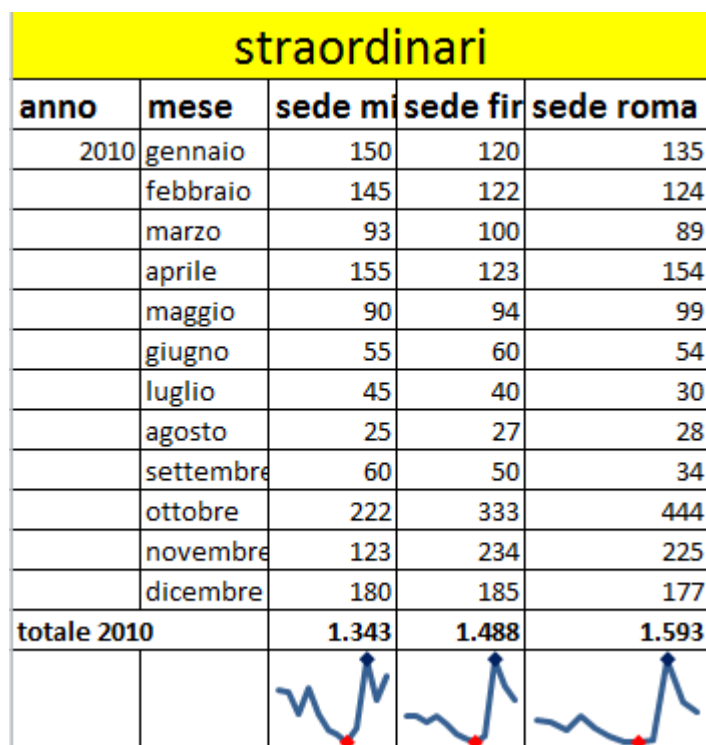 straordinari
anno mese sede mi sede fir sede roma
2010 gennaio 150 120 135
febbraio 145 122 124
marzo 93 100 89
aprile 155 123 154
maggio 90 94 99
giugno 55 60 54
luglio 45 40 30
agosto 25 27 28
settembre 60 50 34
ottobre 222 333 444
novembre 123 234 225
dicembre 180 185 177
totale 2010 1.343 1.488 1.593